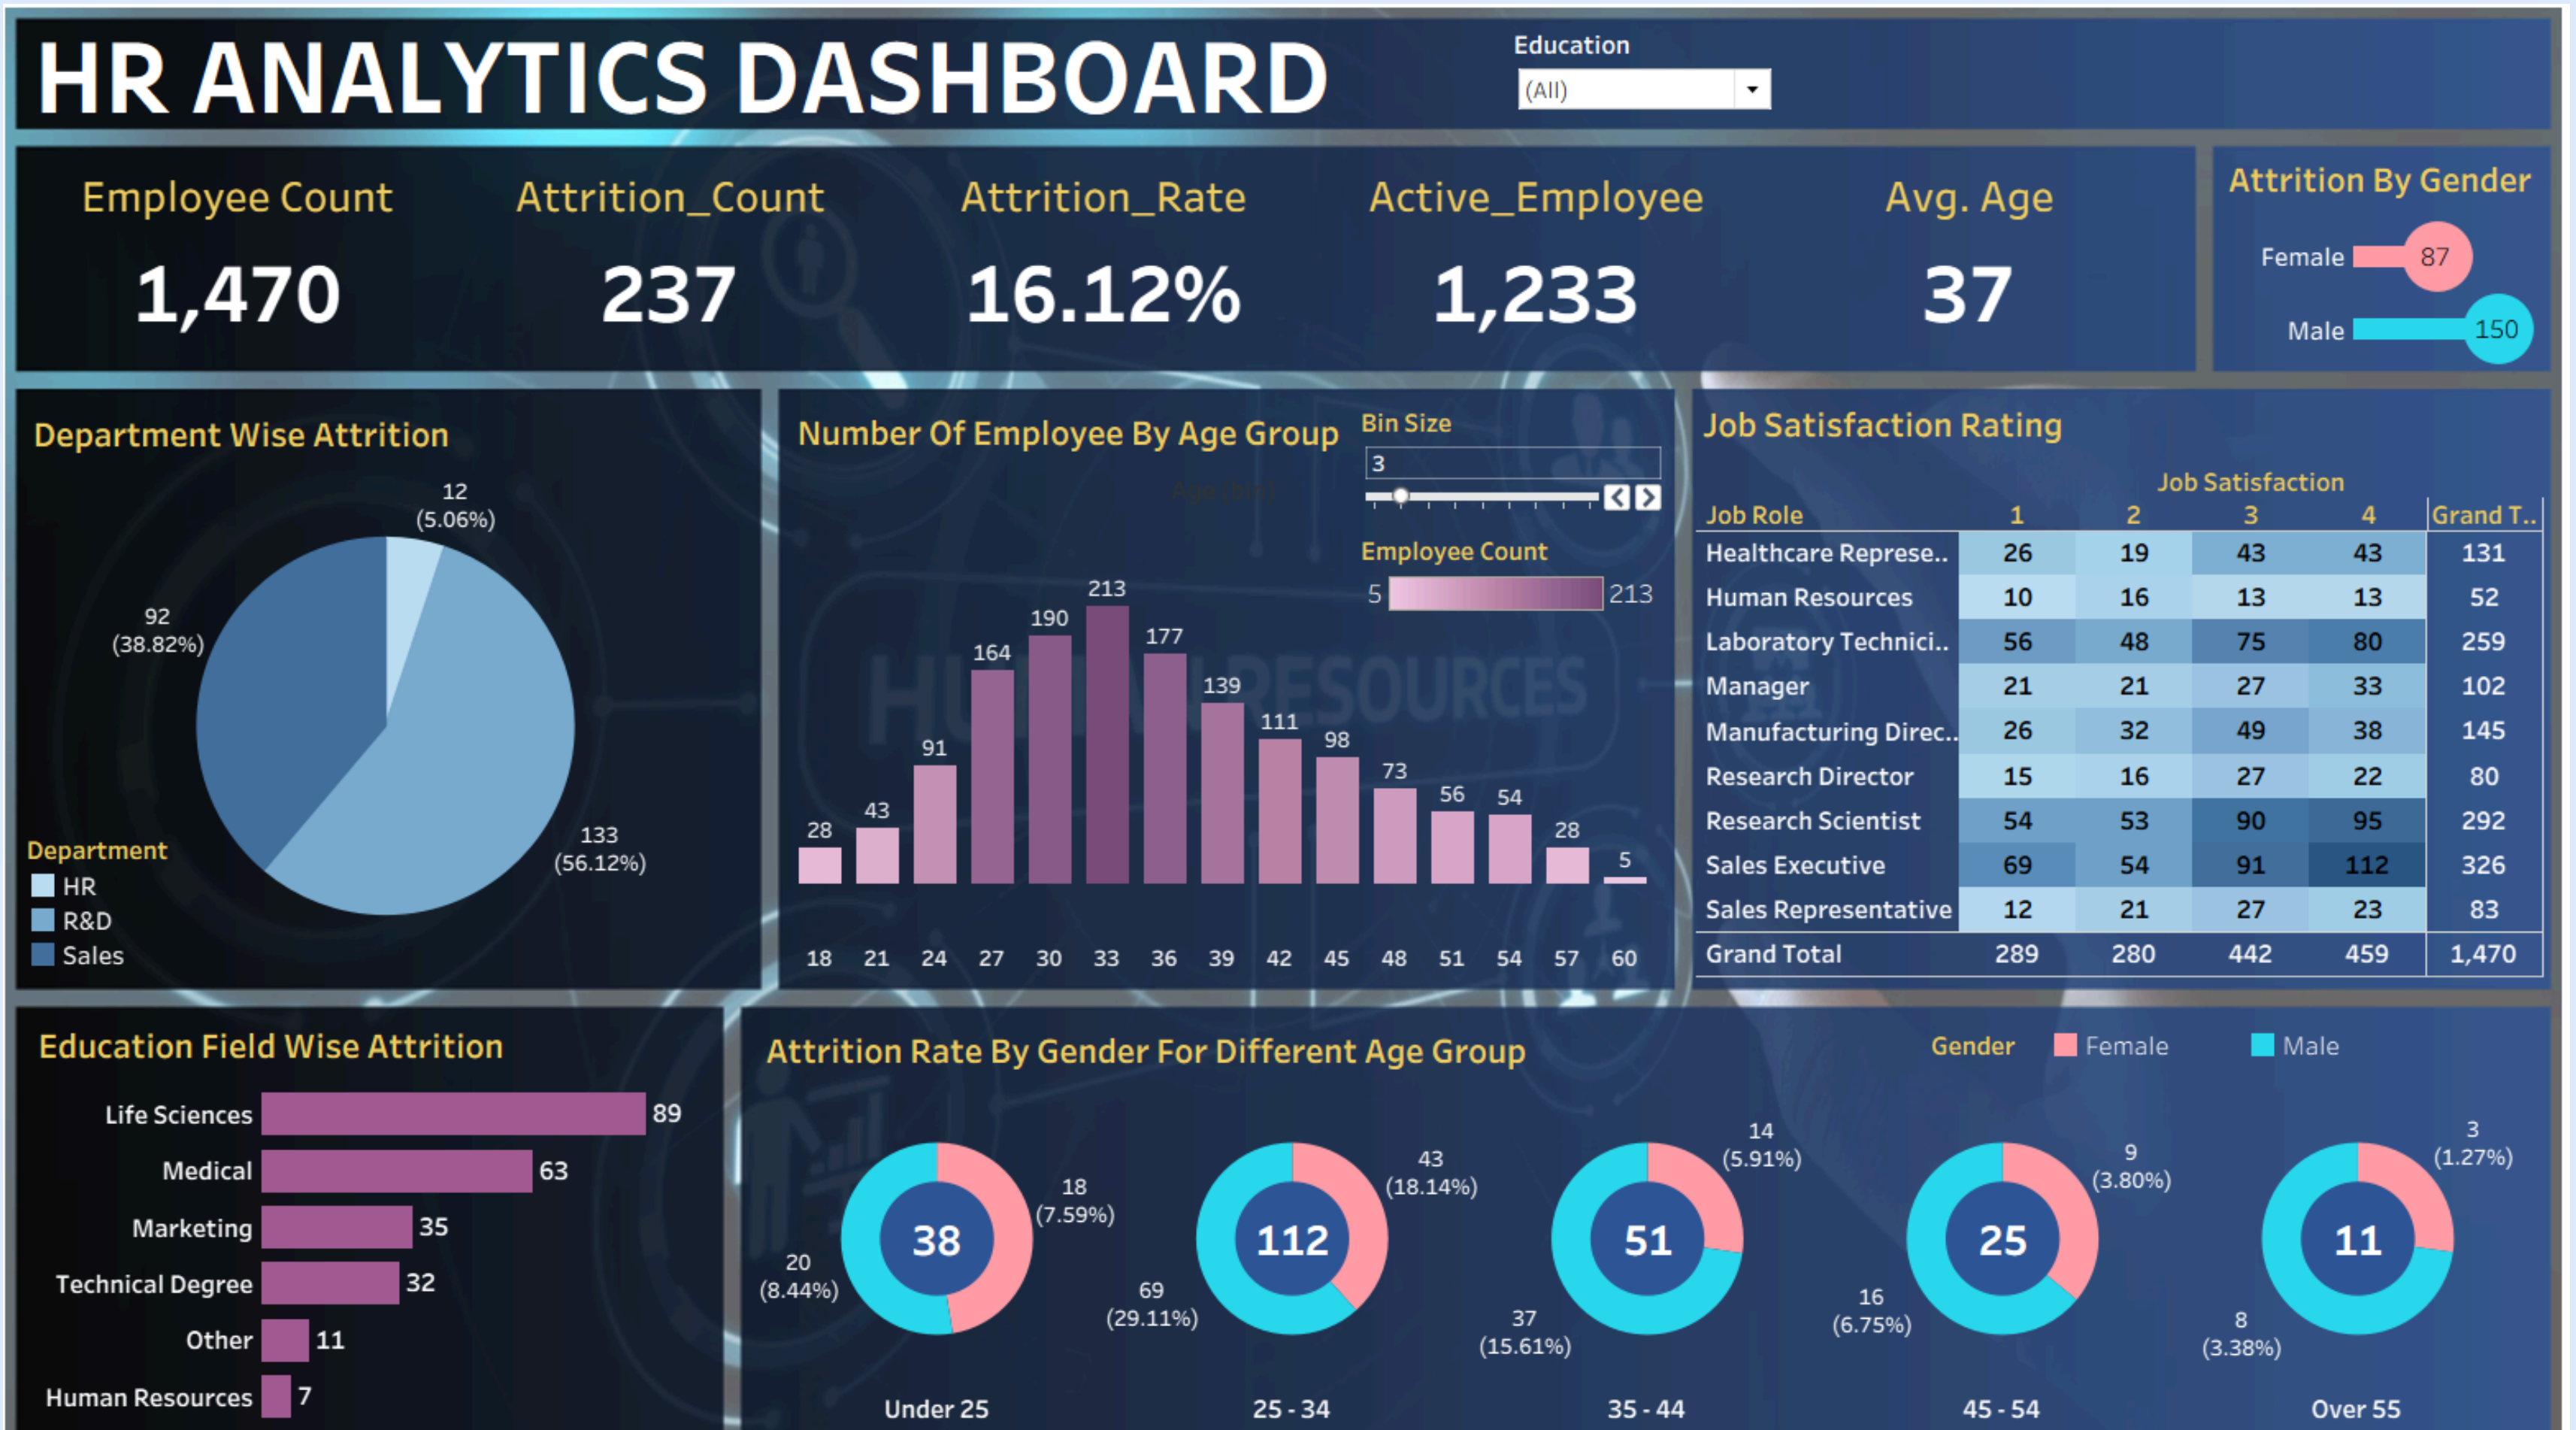 HR ANALYTICS DASHBOARD
Education
(All)
Employee Count
1,470
Attrition_Count
237
Attrition_Rate
16.12%
Active_Employee
1,233
Avg. Age
37
Attrition By Gender
Female 87
Male 150
Department Wise Attrition
12
(5.06%)
92
(38.82%)
133
(56.12%)
Department
HR
R&D
Sales
Number Of Employee By Age Group
Age (bin)
Bin Size
3
Employee Count
5 213
HUMAN RESOURCES
28 43 91 164 190 213 177 139 111 98 73 56 54 28 5
18 21 24 27 30 33 36 39 42 45 48 51 54 57 60
Job Satisfaction Rating
Job Satisfaction
Job Role 1 2 3 4 Grand T..
Healthcare Represe.. 26 19 43 43 131
Human Resources 10 16 13 13 52
Laboratory Technici.. 56 48 75 80 259
Manager 21 21 27 33 102
Manufacturing Direc.. 26 32 49 38 145
Research Director 15 16 27 22 80
Research Scientist 54 53 90 95 292
Sales Executive 69 54 91 112 326
Sales Representative 12 21 27 23 83
Grand Total 289 280 442 459 1,470
Education Field Wise Attrition
Life Sciences 89
Medical 63
Marketing 35
Technical Degree 32
Other 11
Human Resources 7
Attrition Rate By Gender For Different Age Group
Gender Female Male
18
(7.59%)
38
20
(8.44%)
Under 25
43
(18.14%)
112
69
(29.11%)
25 - 34
14
(5.91%)
51
37
(15.61%)
35 - 44
9
(3.80%)
25
16
(6.75%)
45 - 54
3
(1.27%)
11
8
(3.38%)
Over 55